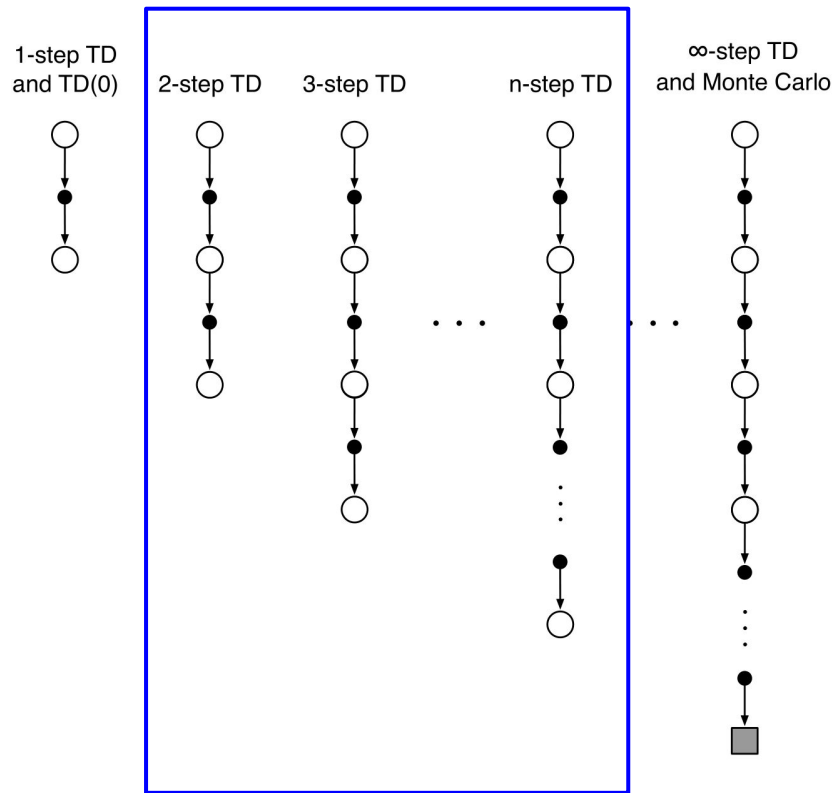 1-step TD
and TD(0)
2-step TD
3-step TD
n-step TD
∞-step TD
and Monte Carlo